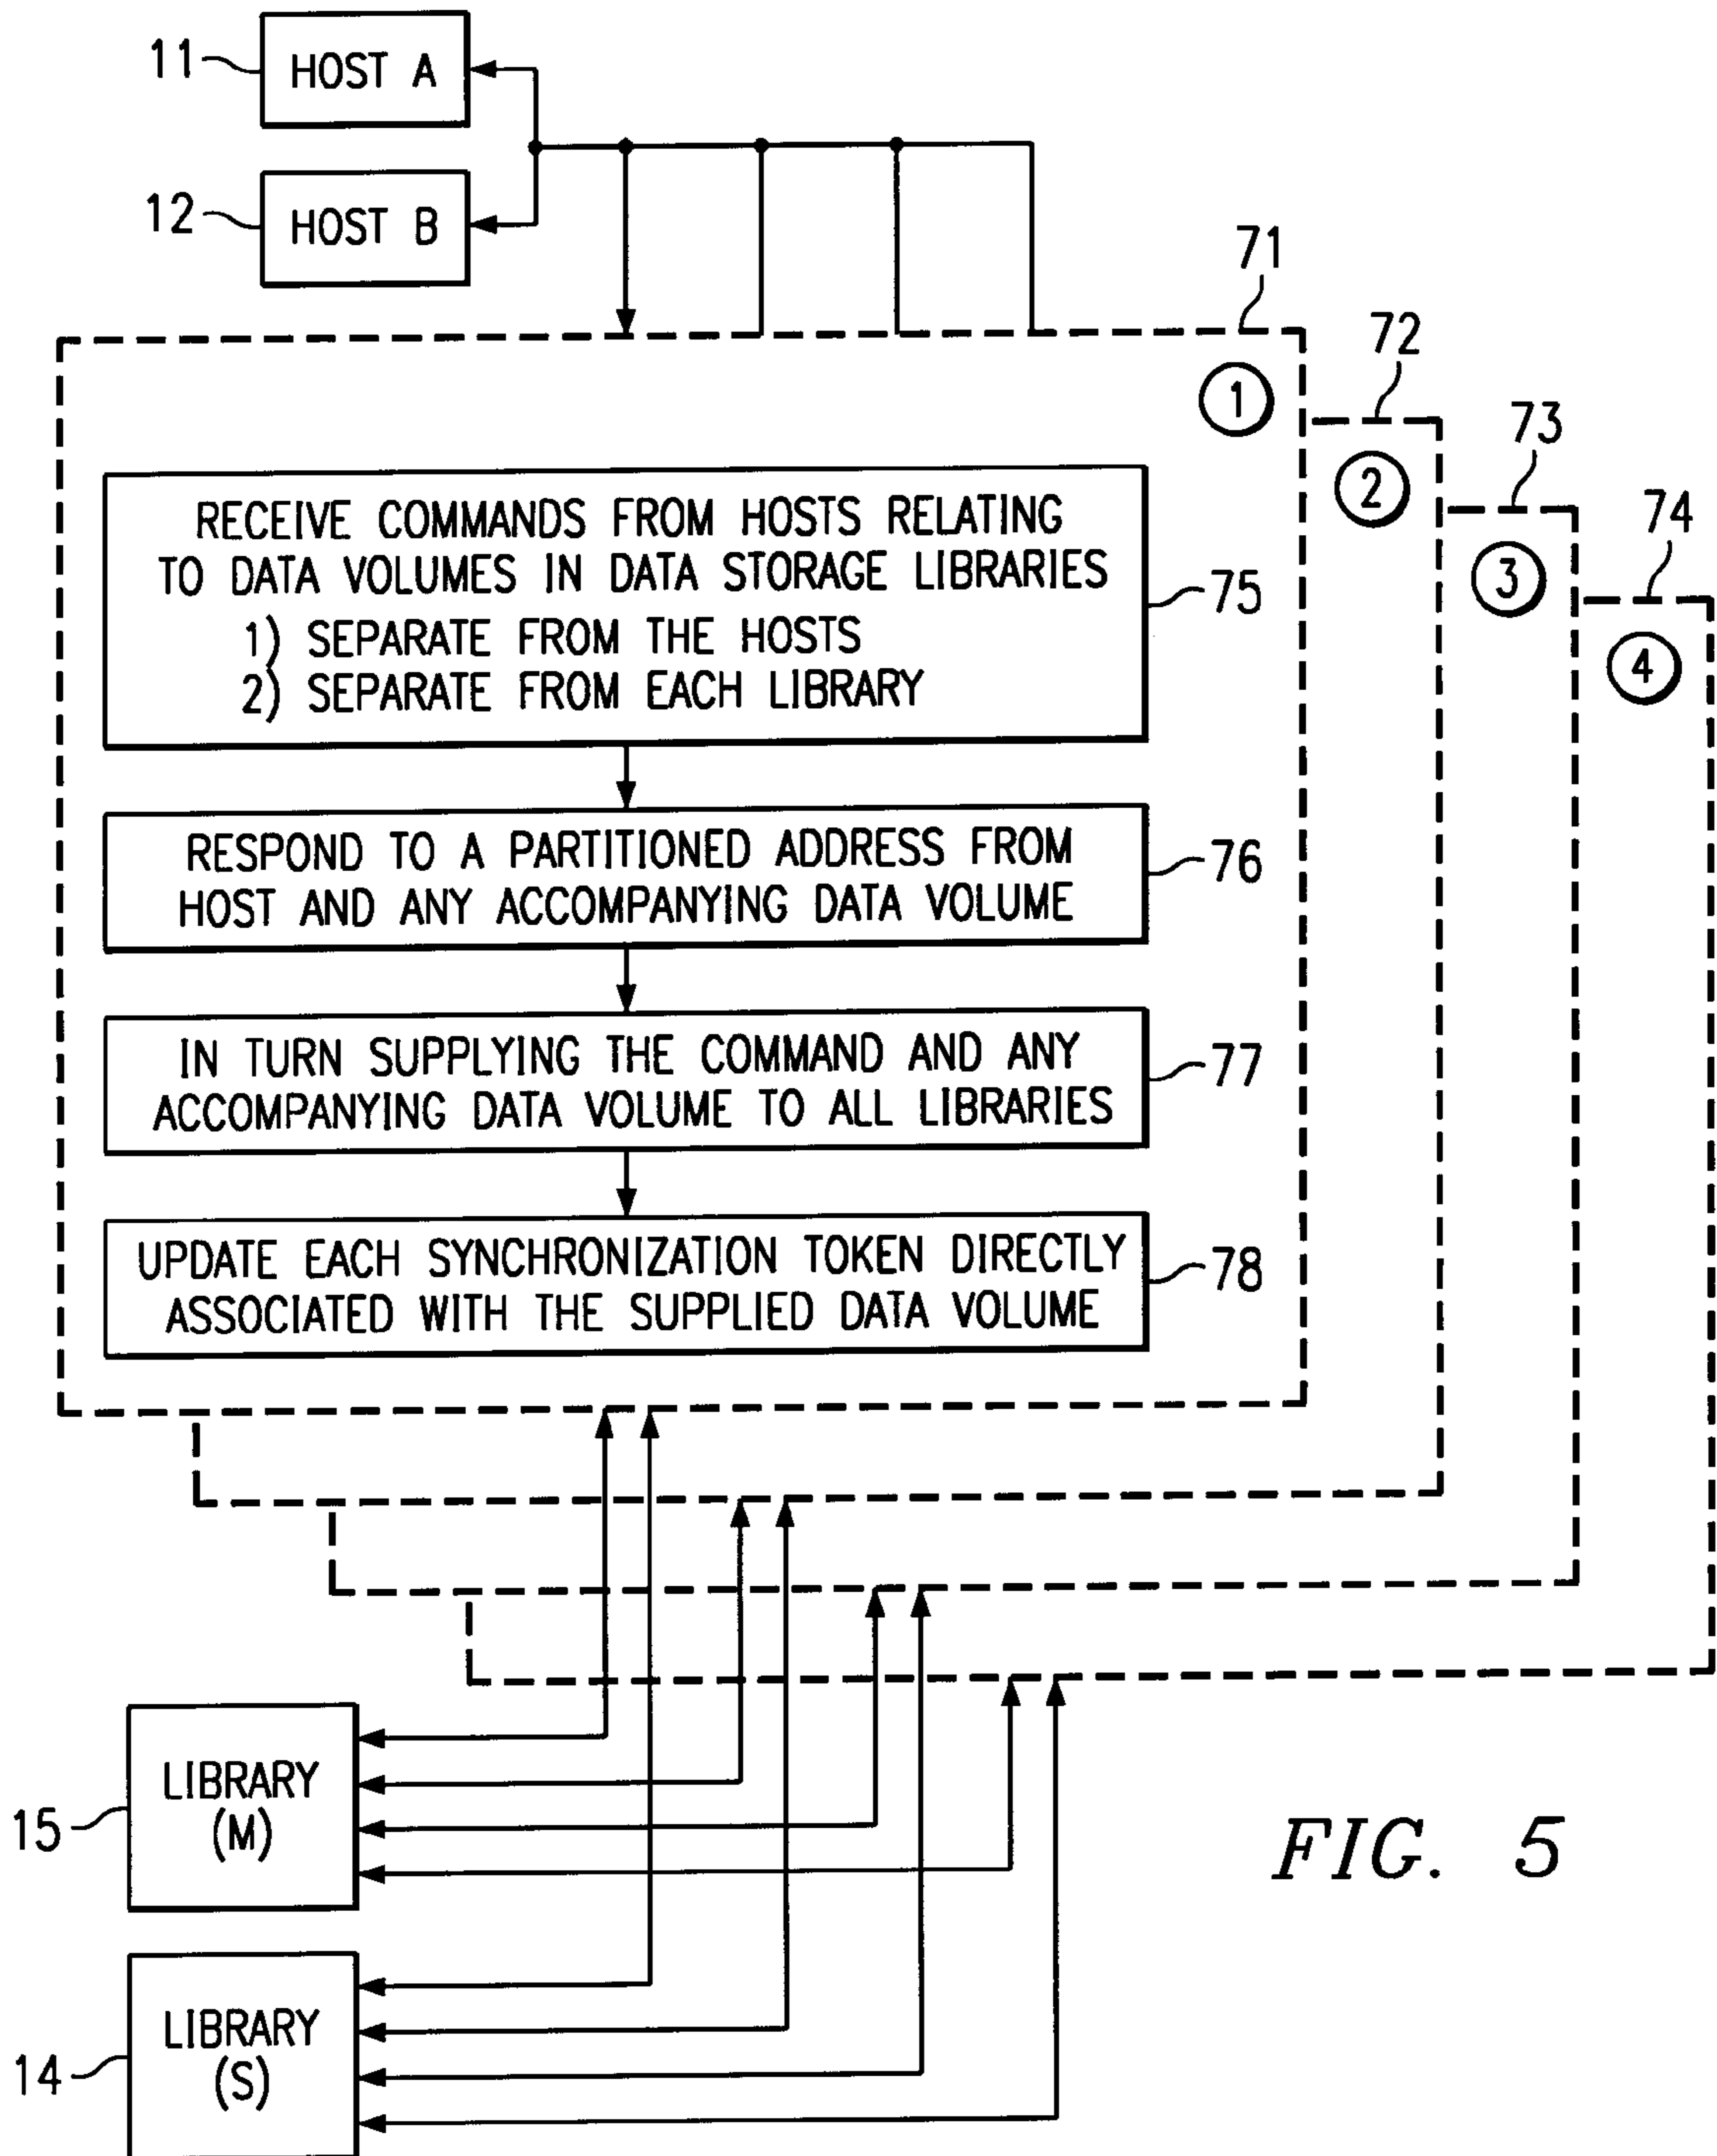 11
HOST A
12
HOST B
71
72
73
74
1
2
3
4
RECEIVE COMMANDS FROM HOSTS RELATING
TO DATA VOLUMES IN DATA STORAGE LIBRARIES
1) SEPARATE FROM THE HOSTS
2) SEPARATE FROM EACH LIBRARY
75
RESPOND TO A PARTITIONED ADDRESS FROM
HOST AND ANY ACCOMPANYING DATA VOLUME
76
IN TURN SUPPLYING THE COMMAND AND ANY
ACCOMPANYING DATA VOLUME TO ALL LIBRARIES
77
UPDATE EACH SYNCHRONIZATION TOKEN DIRECTLY
ASSOCIATED WITH THE SUPPLIED DATA VOLUME
78
LIBRARY
(M)
15
LIBRARY
(S)
14
FIG. 5